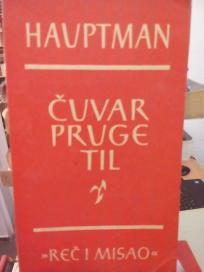 HAUPTMAN
ČUVAR
PRUGE
TIL
»REČ I MISAO«